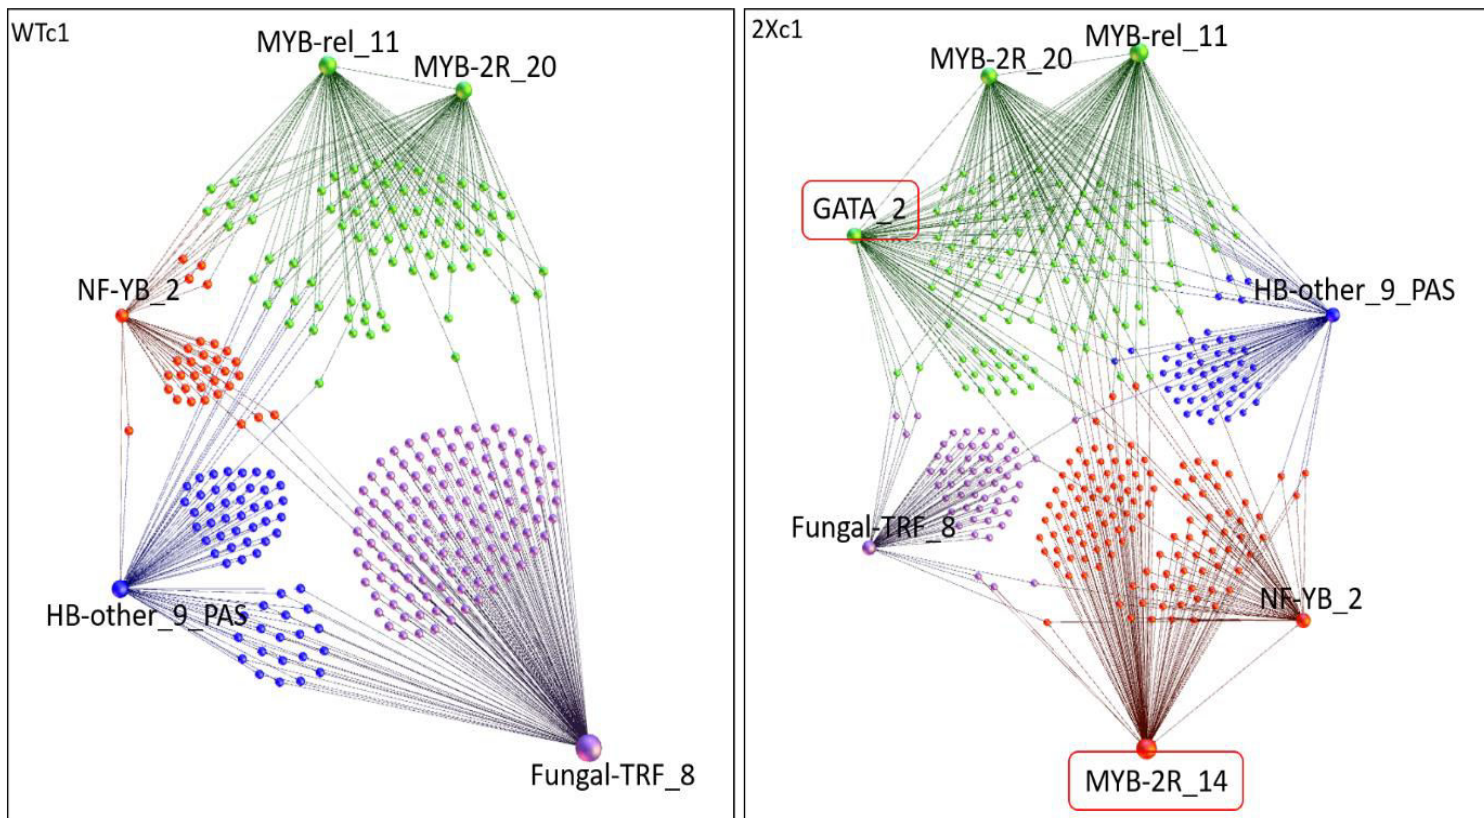 WTc1
MYB-rel_11
MYB-2R_20
NF-YB_2
HB-other_9_PAS
Fungal-TRF_8
2Xc1
MYB-rel_11
MYB-2R_20
GATA_2
HB-other_9_PAS
Fungal-TRF_8
NF-YB_2
MYB-2R_14